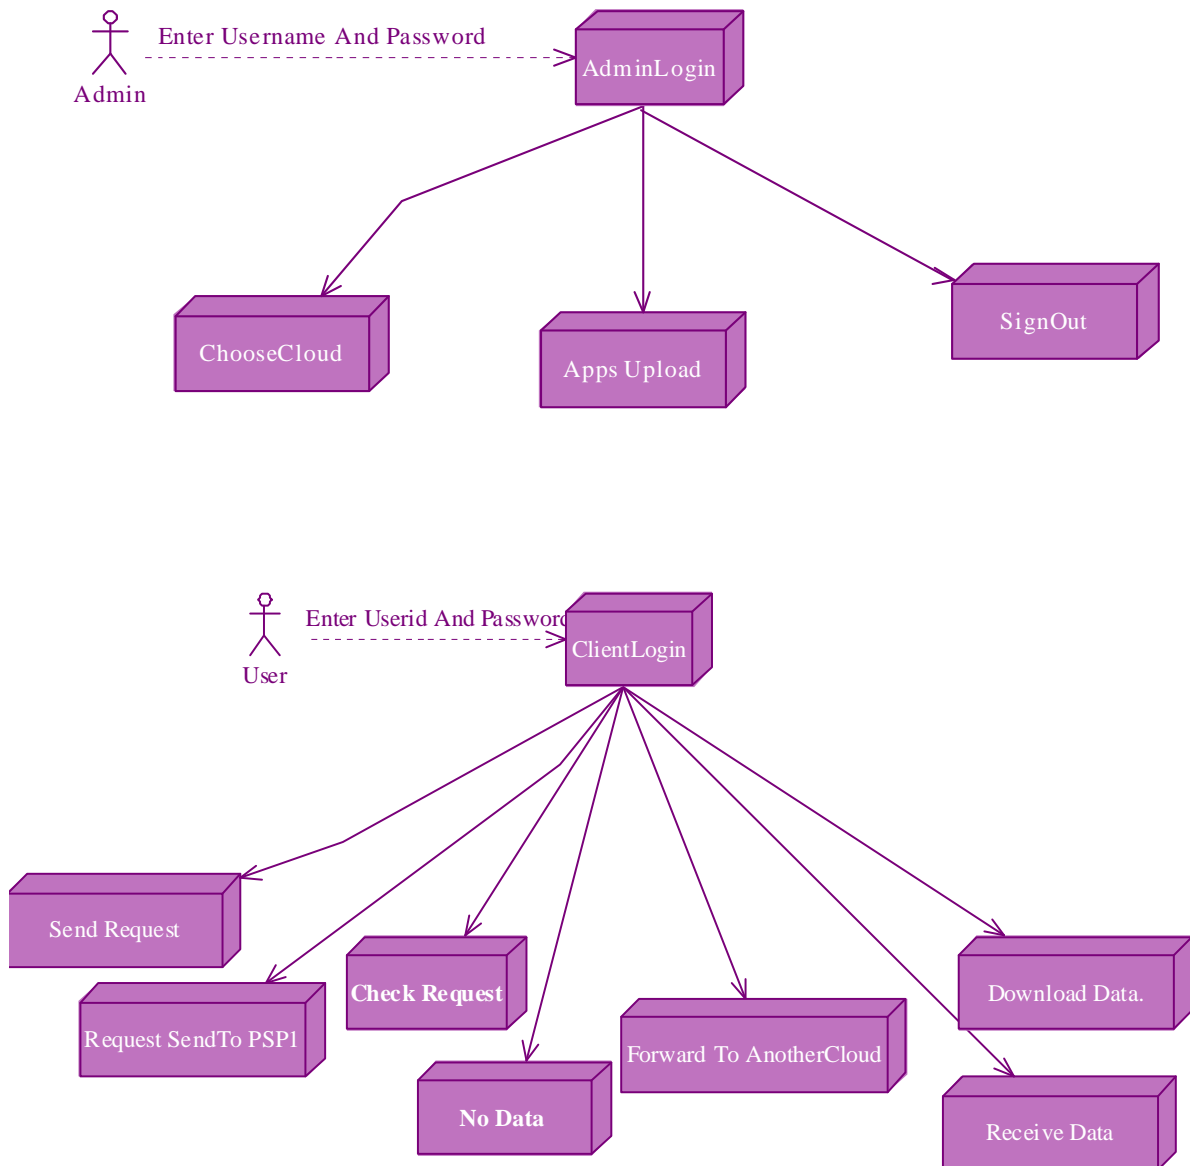 Enter Username And Password
AdminLogin
Admin
SignOut
ChooseCloud
Apps Upload
Enter Userid And Password
ClientLogin
User
Send Request
Check Request
Download Data.
Request SendTo PSP1
Forward To AnotherCloud
No Data
Receive Data